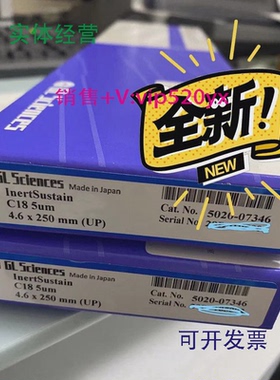 实体经营
GL SCIENCES
销售+V:vip520yx
全新!
NEW
GL Sciences Made in Japan
InertSustain
C18 5um
4.6 x 250 mm (UP)
Cat. No. 5020-07346
Serial No.
GL Sciences Made in Japan
InertSustain
C18 5um
4.6 x 250 mm (UP)
Cat. No. 5020-07346
Serial No.
可开发票